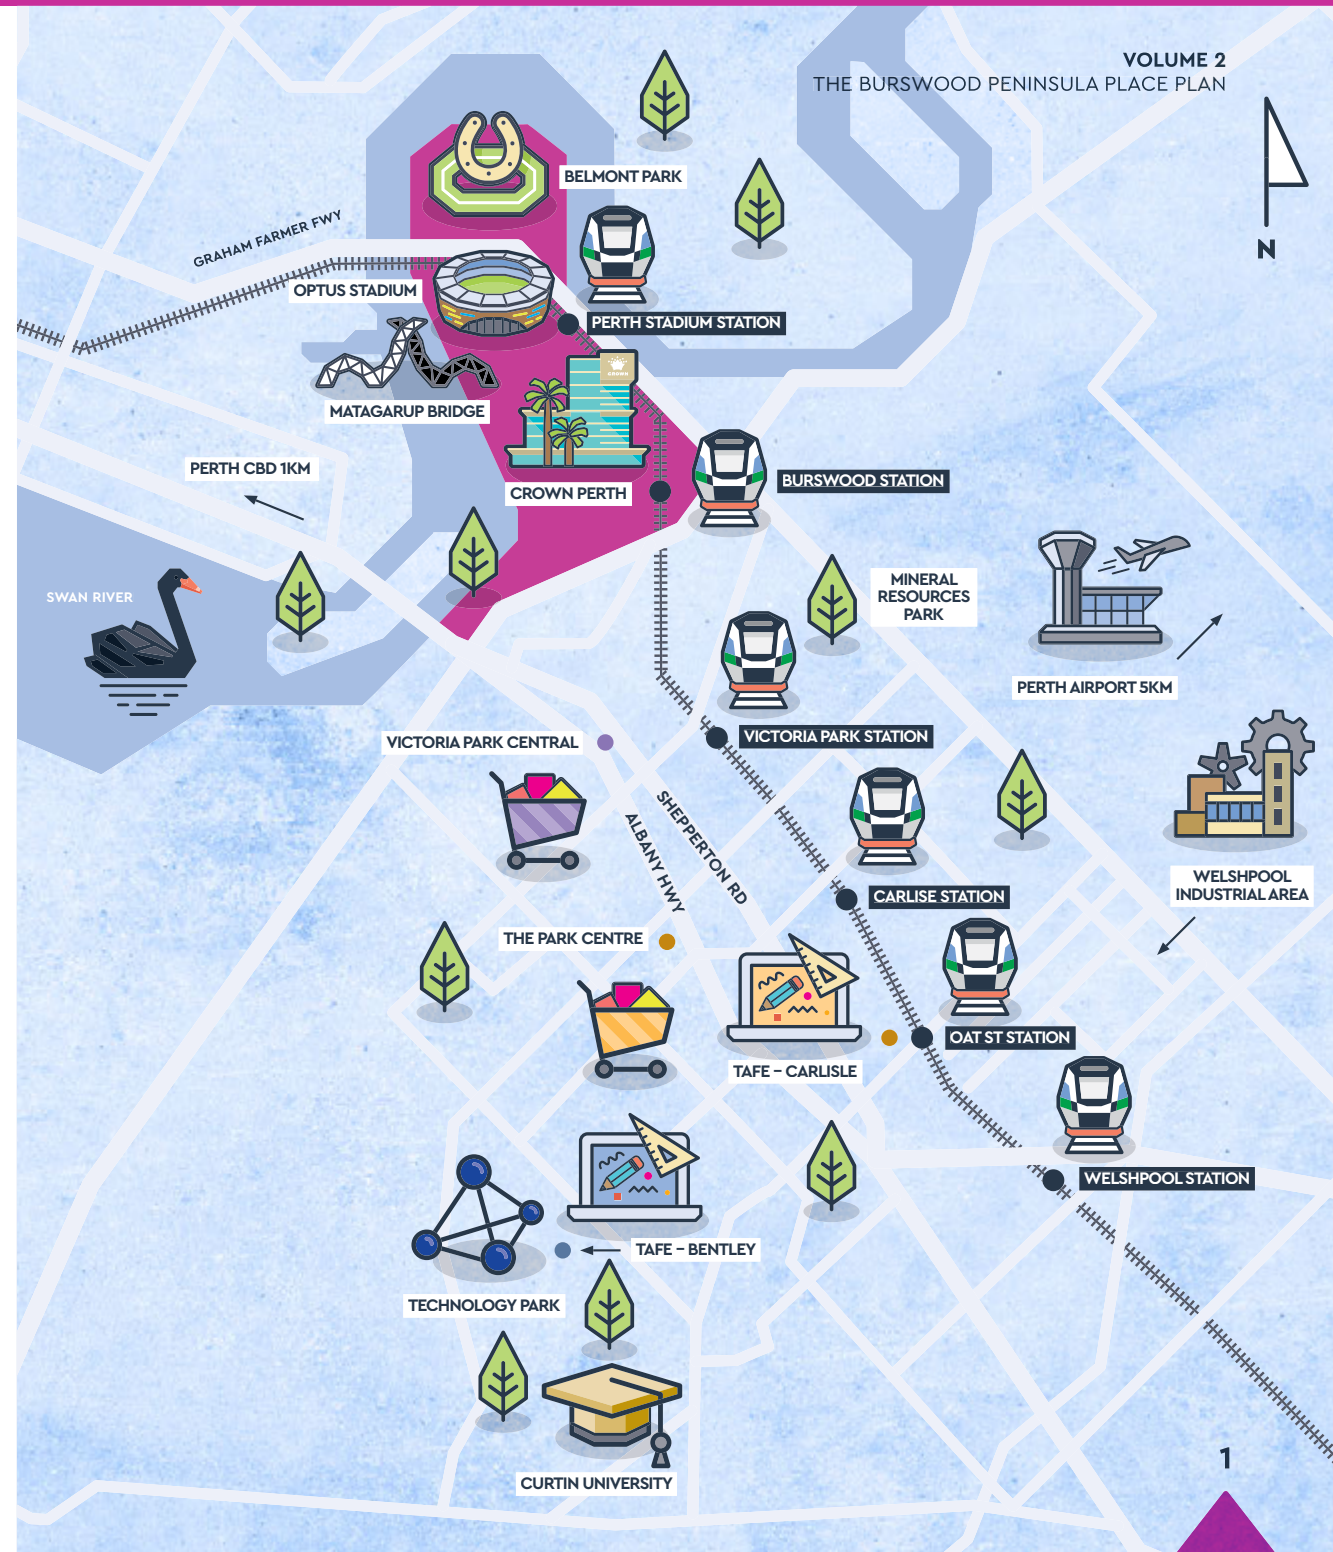 VOLUME 2
THE BURSWOOD PENINSULA PLACE PLAN
N
BELMONT PARK
GRAHAM FARMER FWY
OPTUS STADIUM
PERTH STADIUM STATION
CROWN
MATAGARUP BRIDGE
PERTH CBD 1KM
CROWN PERTH
BURSWOOD STATION
SWAN RIVER
MINERAL
RESOURCES
PARK
PERTH AIRPORT 5KM
VICTORIA PARK CENTRAL
VICTORIA PARK STATION
SHEPPERTON RD
ALBANY HWY
WELSHPOOL
INDUSTRIAL AREA
CARLISE STATION
THE PARK CENTRE
OAT ST STATION
TAFE – CARLISLE
WELSHPOOL STATION
TAFE – BENTLEY
TECHNOLOGY PARK
CURTIN UNIVERSITY
1